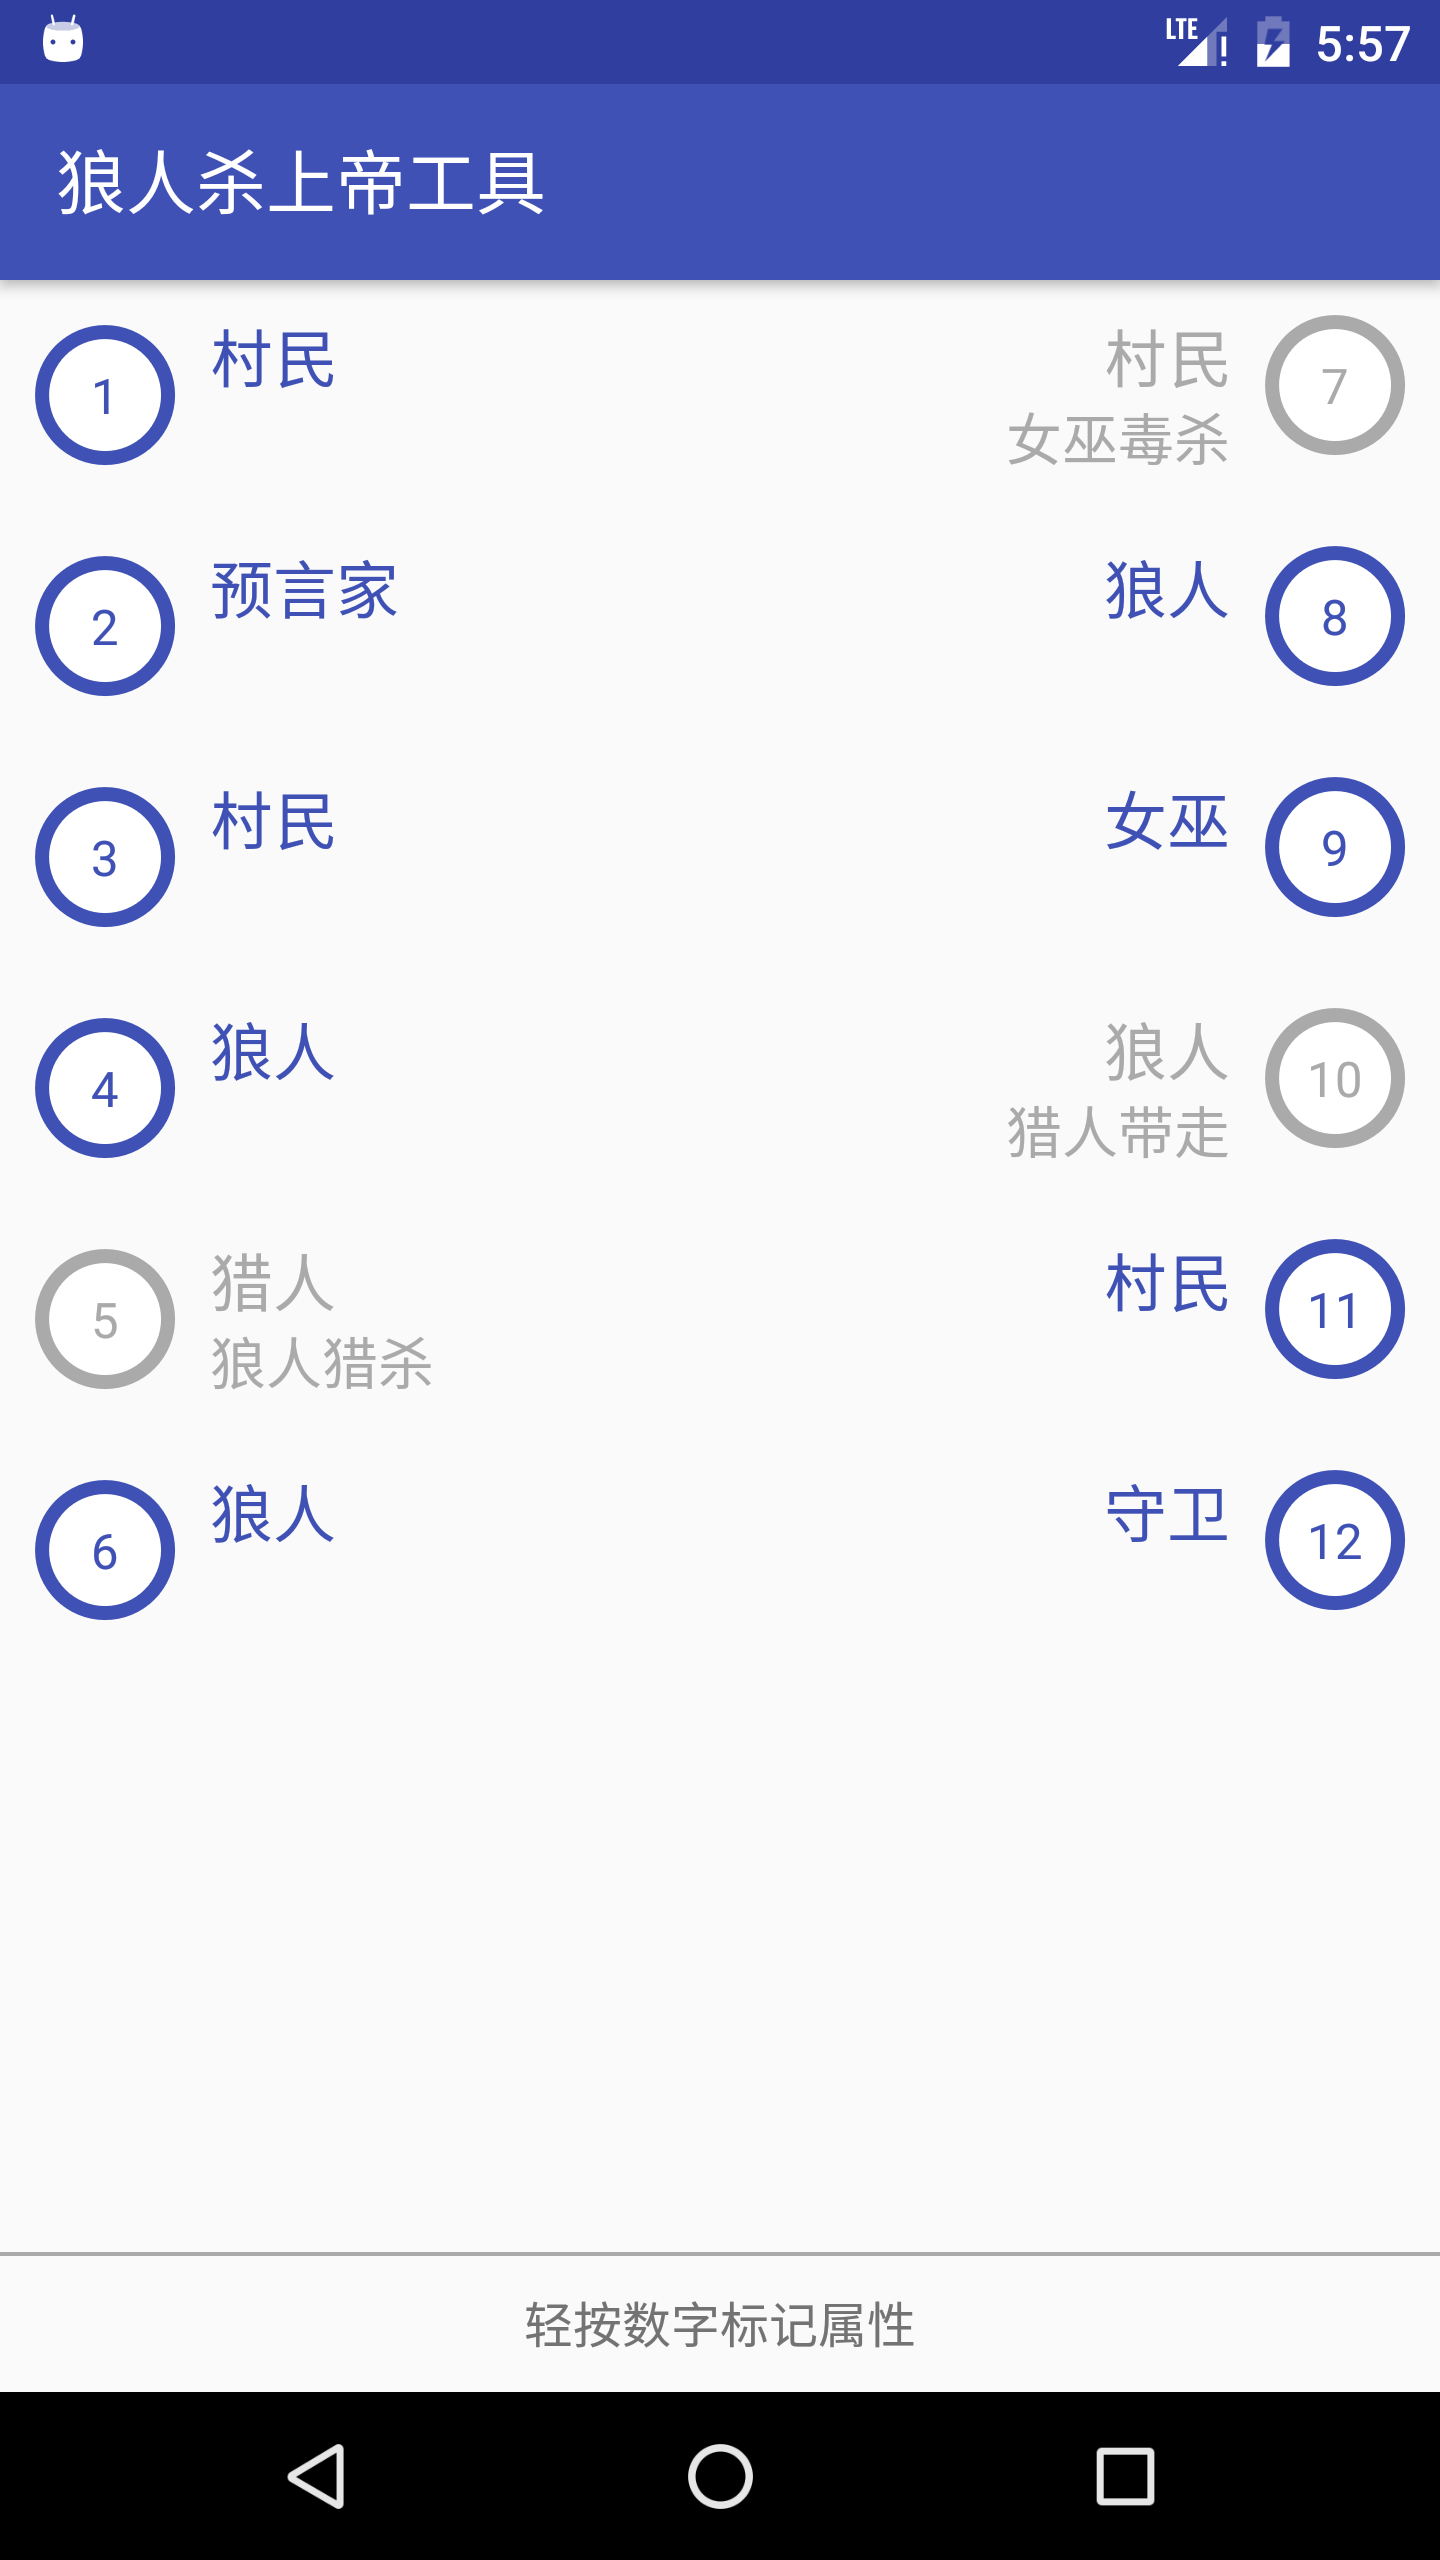 LTE 5:57
狼人杀上帝工具
1 村民
村民 7
女巫毒杀
2 预言家
狼人 8
3 村民
女巫 9
4 狼人
狼人 10
猎人带走
5 猎人
狼人猎杀
村民 11
6 狼人
守卫 12
轻按数字标记属性